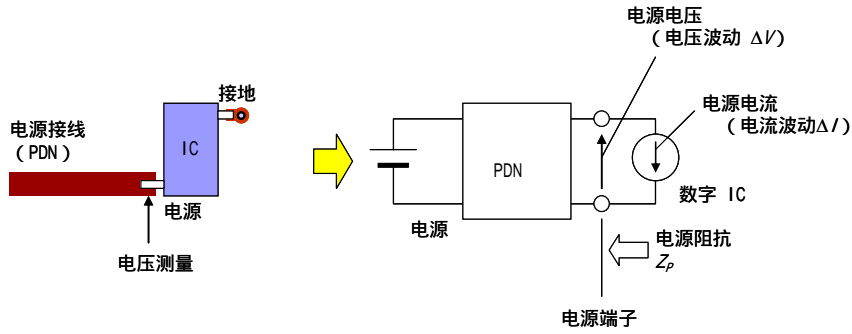 接地
IC
电源接线
（PDN）
电源
电压测量
电源电压
（电压波动 ΔV）
电源电流
（电流波动ΔI）
PDN
数字 IC
电源
电源阻抗
ZP
电源端子